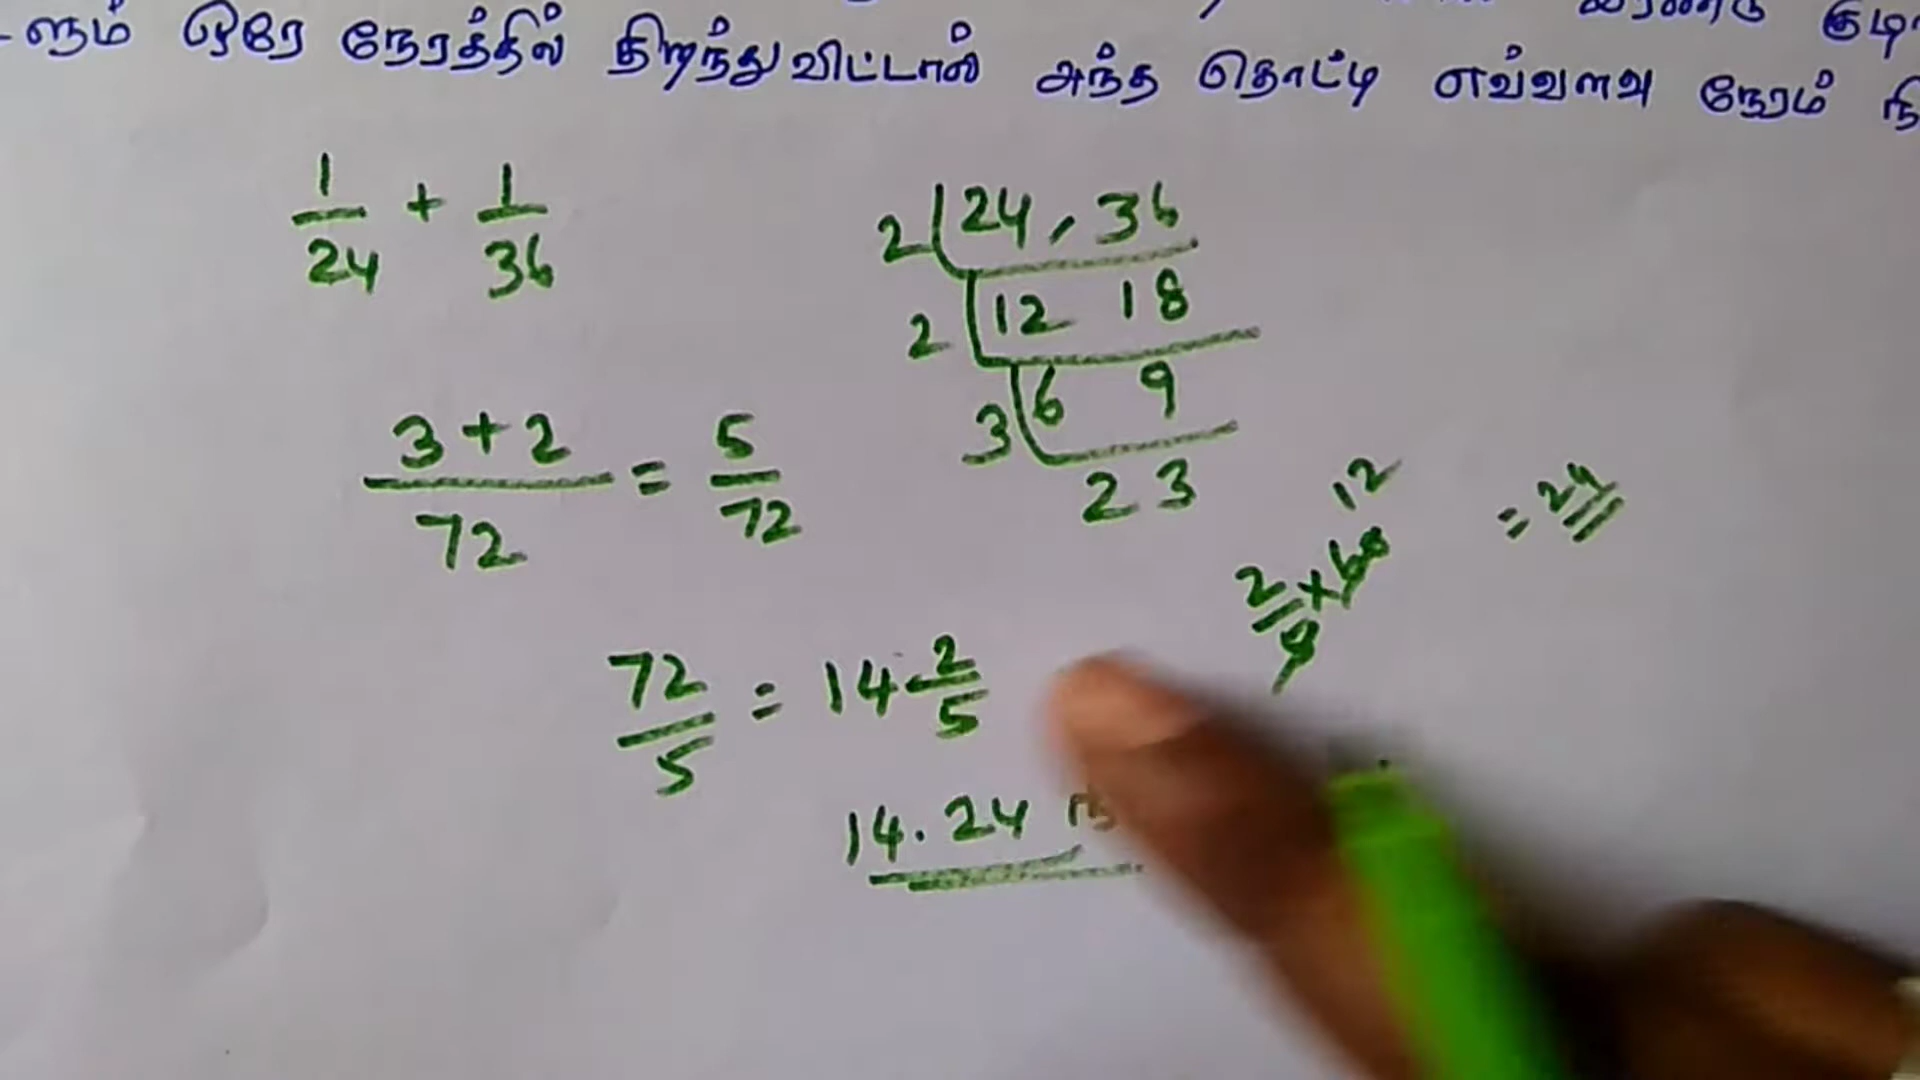 ளும் ஒரே நேரத்தில் திறந்துவிட்டால் அந்த தொட்டி எவ்வளவு நேரம்
1/24 + 1/36
2 | 24, 36
2 | 12 18
3 | 6 9
2 3
(3 + 2)/72 = 5/72
2/5 × 60 12 = 24
72/5 = 14 2/5
14.24